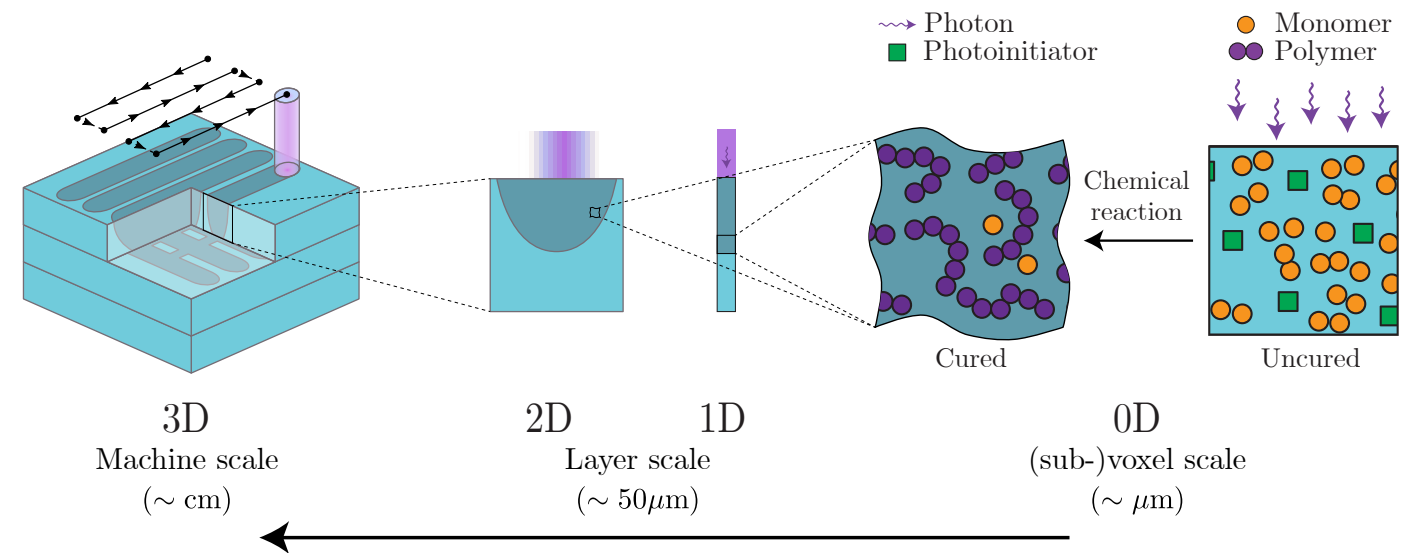 Photon
Photoinitiator
Monomer
Polymer
Chemical
reaction
Cured
Uncured
3D
2D
1D
0D
Machine scale
Layer scale
(sub-)voxel scale
(∼ cm)
(∼ 50μm)
(∼ μm)